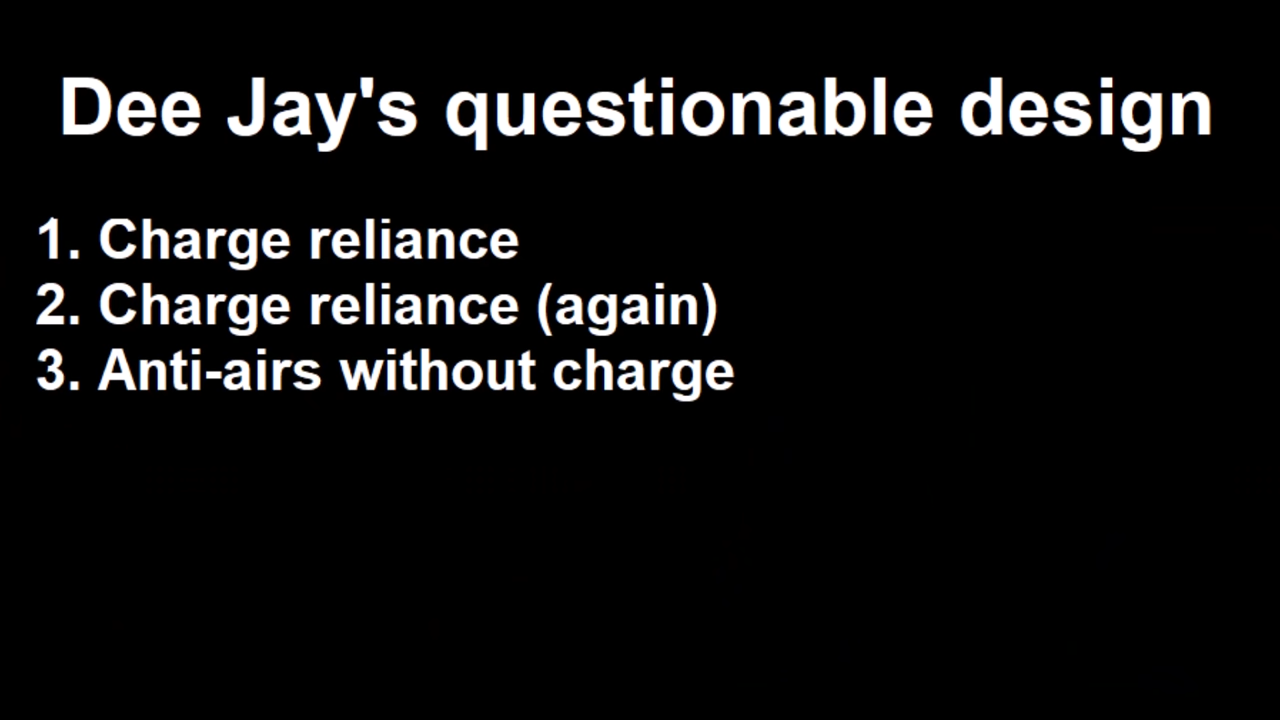 Dee Jay's questionable design
1. Charge reliance
2. Charge reliance (again)
3. Anti-airs without charge